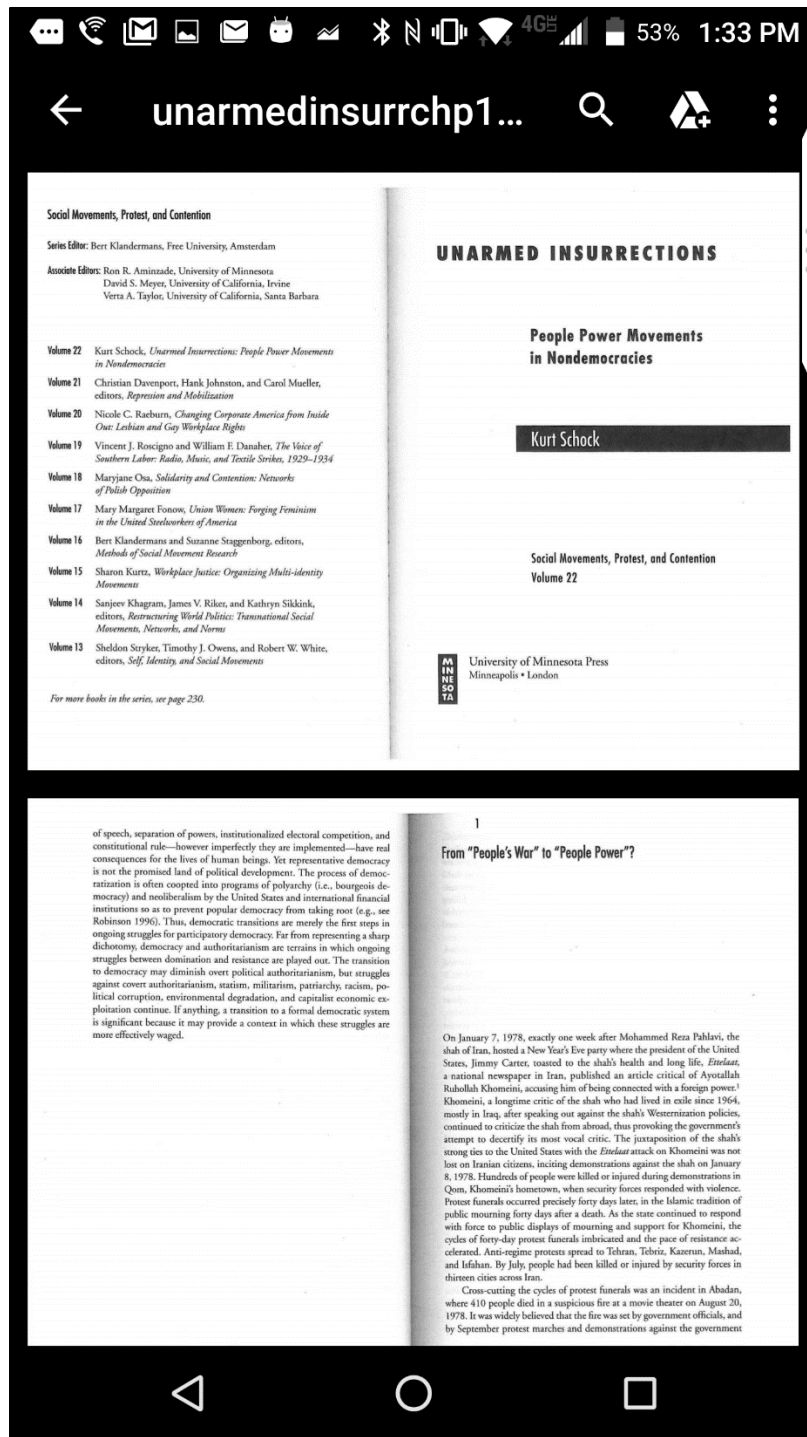 4GE 53% 1:33 PM
unarmedinsurrchp1...
Social Movements, Protest, and Contention
Series Editor: Bert Klandermans, Free University, Amsterdam
Associate Editors: Ron R. Aminzade, University of Minnesota
David S. Meyer, University of California, Irvine
Verta A. Taylor, University of California, Santa Barbara
Volume 22 Kurt Schock, Unarmed Insurrections: People Power Movements
in Nondemocracies
Volume 21 Christian Davenport, Hank Johnston, and Carol Mueller,
editors, Repression and Mobilization
Volume 20 Nicole C. Raeburn, Changing Corporate America from Inside
Out: Lesbian and Gay Workplace Rights
Volume 19 Vincent J. Roscigno and William F. Danaher, The Voice of
Southern Labor: Radio, Music, and Textile Strikes, 1929–1934
Volume 18 Maryjane Osa, Solidarity and Contention: Networks
of Polish Opposition
Volume 17 Mary Margaret Fonow, Union Women: Forging Feminism
in the United Steelworkers of America
Volume 16 Bert Klandermans and Suzanne Staggenborg, editors,
Methods of Social Movement Research
Volume 15 Sharon Kurtz, Workplace Justice: Organizing Multi-identity
Movements
Volume 14 Sanjeev Khagram, James V. Riker, and Kathryn Sikkink,
editors, Restructuring World Politics: Transnational Social
Movements, Networks, and Norms
Volume 13 Sheldon Stryker, Timothy J. Owens, and Robert W. White,
editors, Self, Identity, and Social Movements
For more books in the series, see page 230.
UNARMED INSURRECTIONS
People Power Movements
in Nondemocracies
Kurt Schock
Social Movements, Protest, and Contention
Volume 22
MINNESOTA
University of Minnesota Press
Minneapolis • London
of speech, separation of powers, institutionalized electoral competition, and
constitutional rule—however imperfectly they are implemented—have real
consequences for the lives of human beings. Yet representative democracy
is not the promised land of political development. The process of democ-
ratization is often coopted into programs of polyarchy (i.e., bourgeois de-
mocracy) and neoliberalism by the United States and international financial
institutions so as to prevent popular democracy from taking root (e.g., see
Robinson 1996). Thus, democratic transitions are merely the first steps in
ongoing struggles for participatory democracy. Far from representing a sharp
dichotomy, democracy and authoritarianism are terrains in which ongoing
struggles between domination and resistance are played out. The transition
to democracy may diminish overt political authoritarianism, but struggles
against covert authoritarianism, statism, militarism, patriarchy, racism, po-
litical corruption, environmental degradation, and capitalist economic ex-
ploitation continue. If anything, a transition to a formal democratic system
is significant because it may provide a context in which these struggles are
more effectively waged.
1
From "People's War" to "People Power"?
On January 7, 1978, exactly one week after Mohammed Reza Pahlavi, the
shah of Iran, hosted a New Year's Eve party where the president of the United
States, Jimmy Carter, toasted to the shah's health and long life, Ettelaat,
a national newspaper in Iran, published an article critical of Ayotallah
Ruhollah Khomeini, accusing him of being connected with a foreign power.¹
Khomeini, a longtime critic of the shah who had lived in exile since 1964,
mostly in Iraq, after speaking out against the shah's Westernization policies,
continued to criticize the shah from abroad, thus provoking the government's
attempt to decertify its most vocal critic. The juxtaposition of the shah's
strong ties to the United States with the Ettelaat attack on Khomeini was not
lost on Iranian citizens, inciting demonstrations against the shah on January
8, 1978. Hundreds of people were killed or injured during demonstrations in
Qom, Khomeini's hometown, when security forces responded with violence.
Protest funerals occurred precisely forty days later, in the Islamic tradition of
public mourning forty days after a death. As the state continued to respond
with force to public displays of mourning and support for Khomeini, the
cycles of forty-day protest funerals imbricated and the pace of resistance ac-
celerated. Anti-regime protests spread to Tehran, Tebriz, Kazerun, Mashad,
and Isfahan. By July, people had been killed or injured by security forces in
thirteen cities across Iran.
Cross-cutting the cycles of protest funerals was an incident in Abadan,
where 410 people died in a suspicious fire at a movie theater on August 20,
1978. It was widely believed that the fire was set by government officials, and
by September protest marches and demonstrations against the government